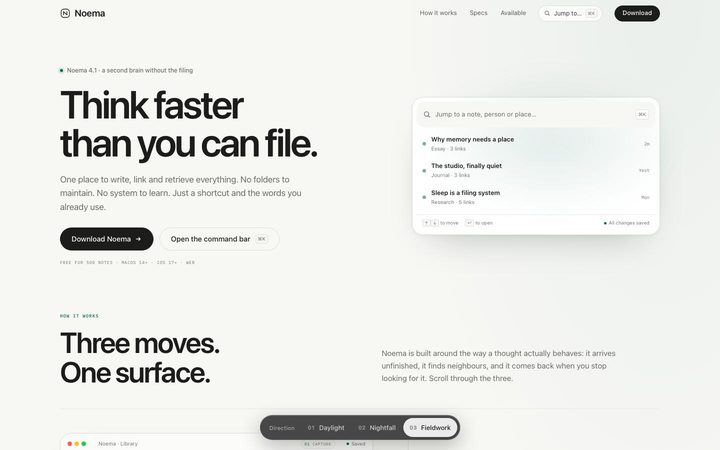 Noema
How it works
Specs
Available
Jump to... ⌘K
Download
Noema 4.1 · a second brain without the filing
Think faster
than you can file.
One place to write, link and retrieve everything. No folders to
maintain. No system to learn. Just a shortcut and the words you
already use.
Download Noema →
Open the command bar ⌘K
FREE FOR 500 NOTES · MACOS 14+ · IOS 17+ · WEB
Jump to a note, person or place... ⌘K
Why memory needs a place
Essay · 3 links
2m
The studio, finally quiet
Journal · 3 links
Yest
Sleep is a filing system
Research · 5 links
Mon
↑ ↓ to move ↵ to open
All changes saved
HOW IT WORKS
Three moves.
One surface.
Noema is built around the way a thought actually behaves: it arrives
unfinished, it finds neighbours, and it comes back when you stop
looking for it. Scroll through the three.
Noema · Library
01 CAPTURE
Saved
Direction
01 Daylight
02 Nightfall
03 Fieldwork